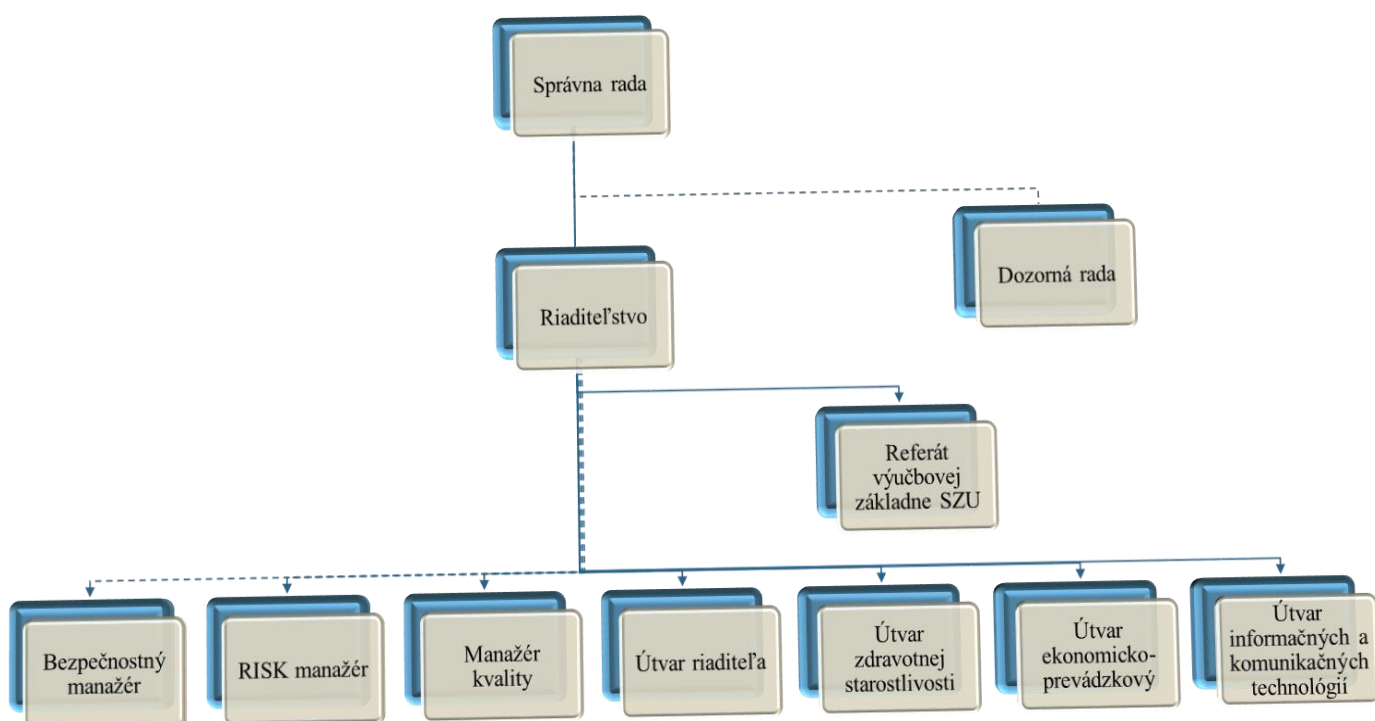 Správna rada
Dozorná rada
Riaditeľstvo
Referát
výučbovej
základne SZU
Bezpečnostný
manažér
RISK manažér
Manažér
kvality
Útvar riaditeľa
Útvar
zdravotnej
starostlivosti
Útvar
ekonomicko-
prevádzkový
Útvar
informačných a
komunikačných
technológií